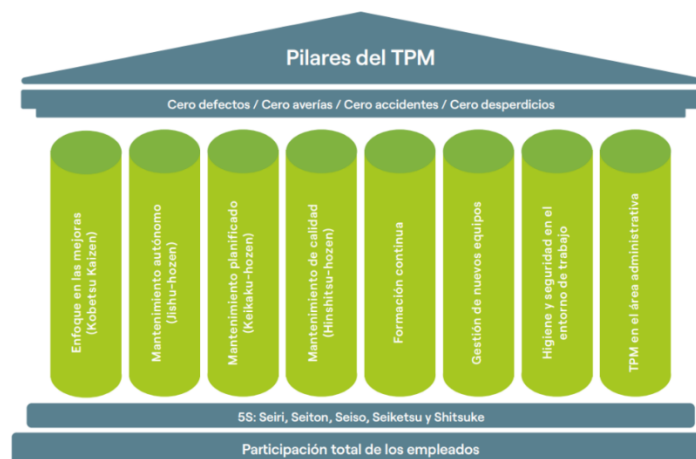 Pilares del TPM
Cero defectos / Cero averías / Cero accidentes / Cero desperdicios
Enfoque en las mejoras
(Kobetsu Kaizen)
Mantenimiento autónomo
(Jishu-hozen)
Mantenimiento planificado
(Keikaku-hozen)
Mantenimiento de calidad
(Hinshitsu-hozen)
Formación continua
Gestión de nuevos equipos
Higiene y seguridad en el
entorno de trabajo
TPM en el área administrativa
5S: Seiri, Seiton, Seiso, Seiketsu y Shitsuke
Participación total de los empleados